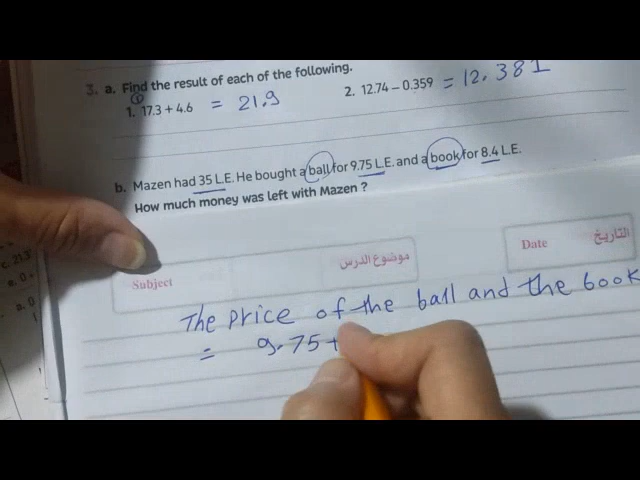 3. a. Find the result of each of the following.
1. 17.3 + 4.6 = 21.9
2. 12.74 – 0.359 = 12.381
b. Mazen had 35 L.E. He bought a ball for 9.75 L.E. and a book for 8.4 L.E.
How much money was left with Mazen ?
Subject موضوع الدرس
Date التاريخ
The price of the ball and the book
= 9.75 +